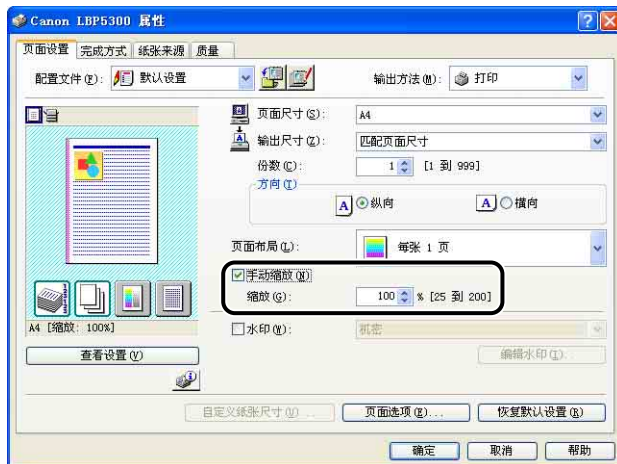 Canon LBP5300 属性
页面设置 完成方式 纸张来源 质量
配置文件(F): 默认设置 输出方法(M): 打印
页面尺寸(S): A4
输出尺寸(Z): 匹配页面尺寸
份数(C): 1 [1 到 999]
方向(T)
A 纵向 A 横向
页面布局(L): 每张 1 页
手动缩放(N)
缩放(G): 100 % [25 到 200]
A4 [缩放: 100%]
水印(W): 机密
查看设置(V) 编辑水印(I)...
自定义纸张尺寸(U)... 页面选项(E)... 恢复默认设置(R)
确定 取消 帮助